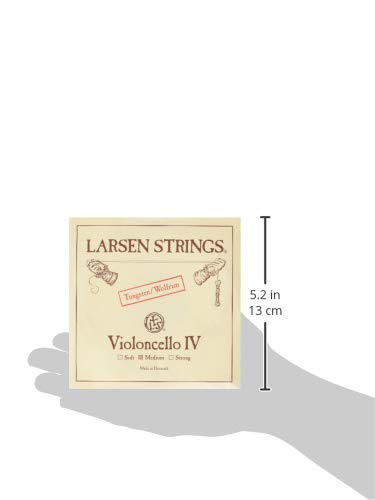 LARSEN STRINGS®
Tungsten/Wolfram
Violoncello IV
Soft Medium Strong
Made in Denmark
5.2 in
13 cm